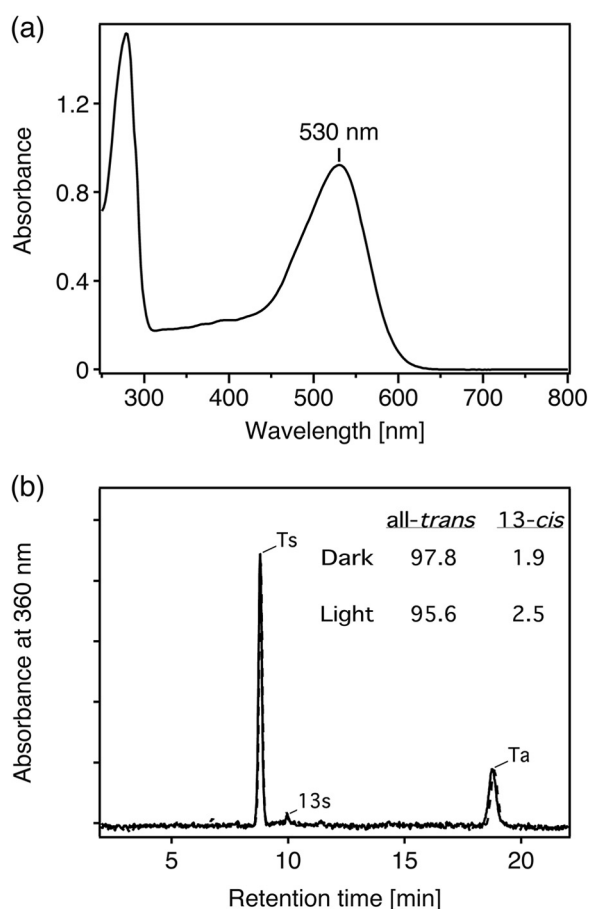 (a)
530 nm
Absorbance
1.2
0.8
0.4
0
300 400 500 600 700 800
Wavelength [nm]
(b)
all-trans 13-cis
Dark 97.8 1.9
Light 95.6 2.5
Ts
13s
Ta
Absorbance at 360 nm
5 10 15 20
Retention time [min]